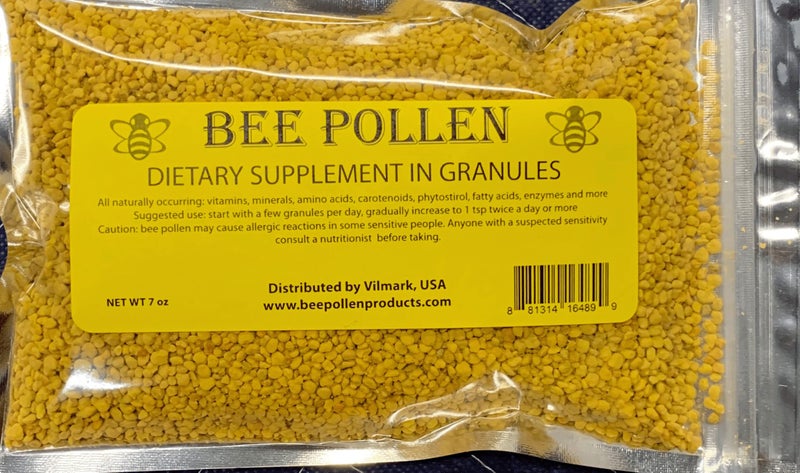 BEE POLLEN
DIETARY SUPPLEMENT IN GRANULES
All naturally occurring: vitamins, minerals, amino acids, carotenoids, phytostirol, fatty acids, enzymes and more
Suggested use: start with a few granules per day, gradually increase to 1 tsp twice a day or more
Caution: bee pollen may cause allergic reactions in some sensitive people. Anyone with a suspected sensitivity
consult a nutritionist before taking.
Distributed by Vilmark, USA
www.beepollenproducts.com
NET WT 7 oz
8 81314 16489 9